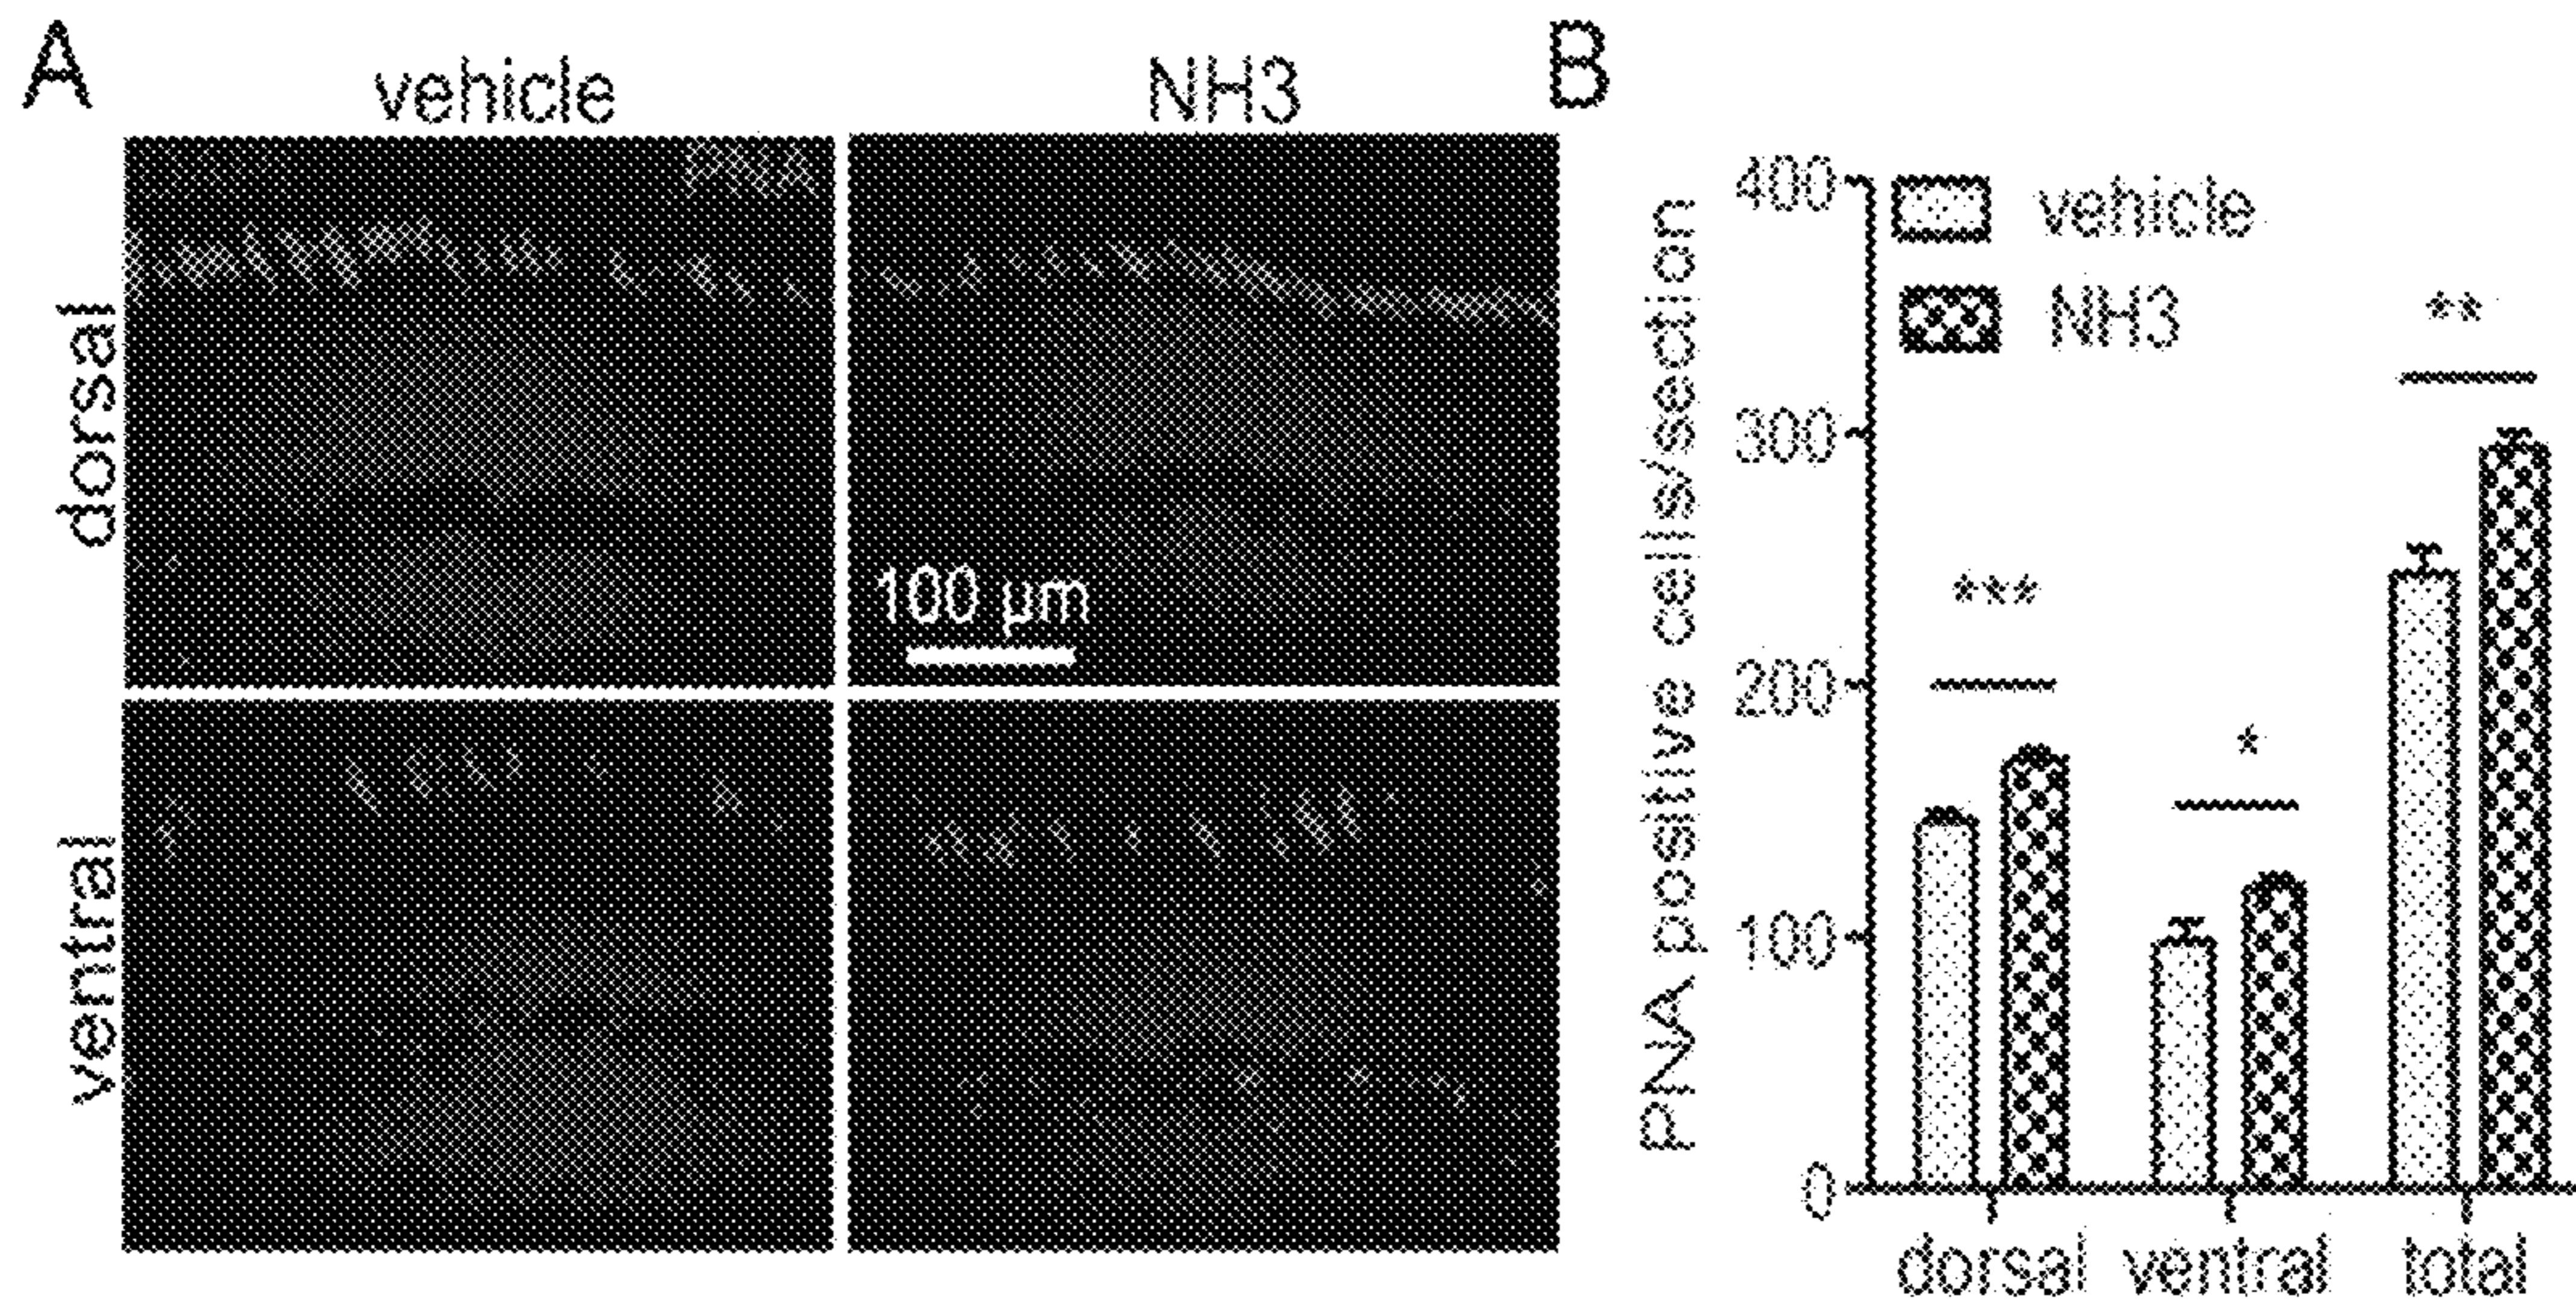 A
vehicle
NH3
PNA
dorsal
100 µm
ventral
B
PNA positive cells/section
400
300
200
100
0
vehicle
NH3
***
*
**
dorsal
ventral
total